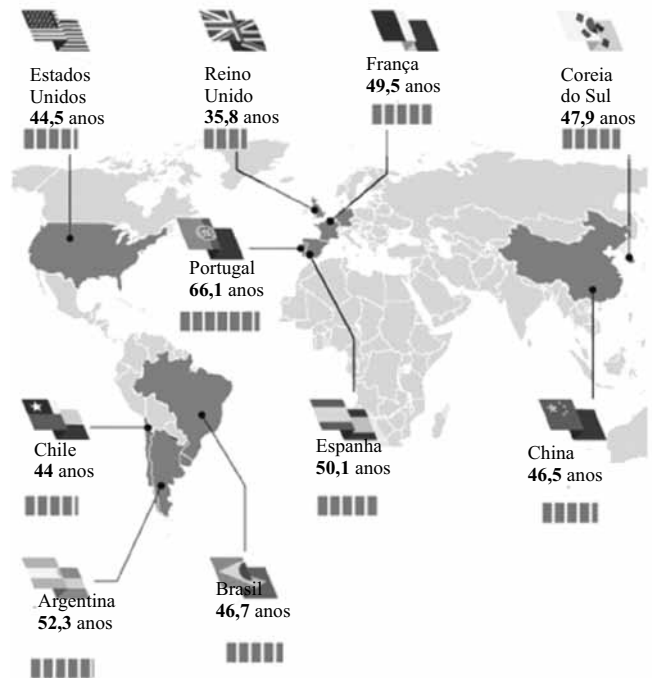 Estados
Unidos
44,5 anos
Reino
Unido
35,8 anos
França
49,5 anos
Coreia
do Sul
47,9 anos
Portugal
66,1 anos
Chile
44 anos
Espanha
50,1 anos
China
46,5 anos
Argentina
52,3 anos
Brasil
46,7 anos